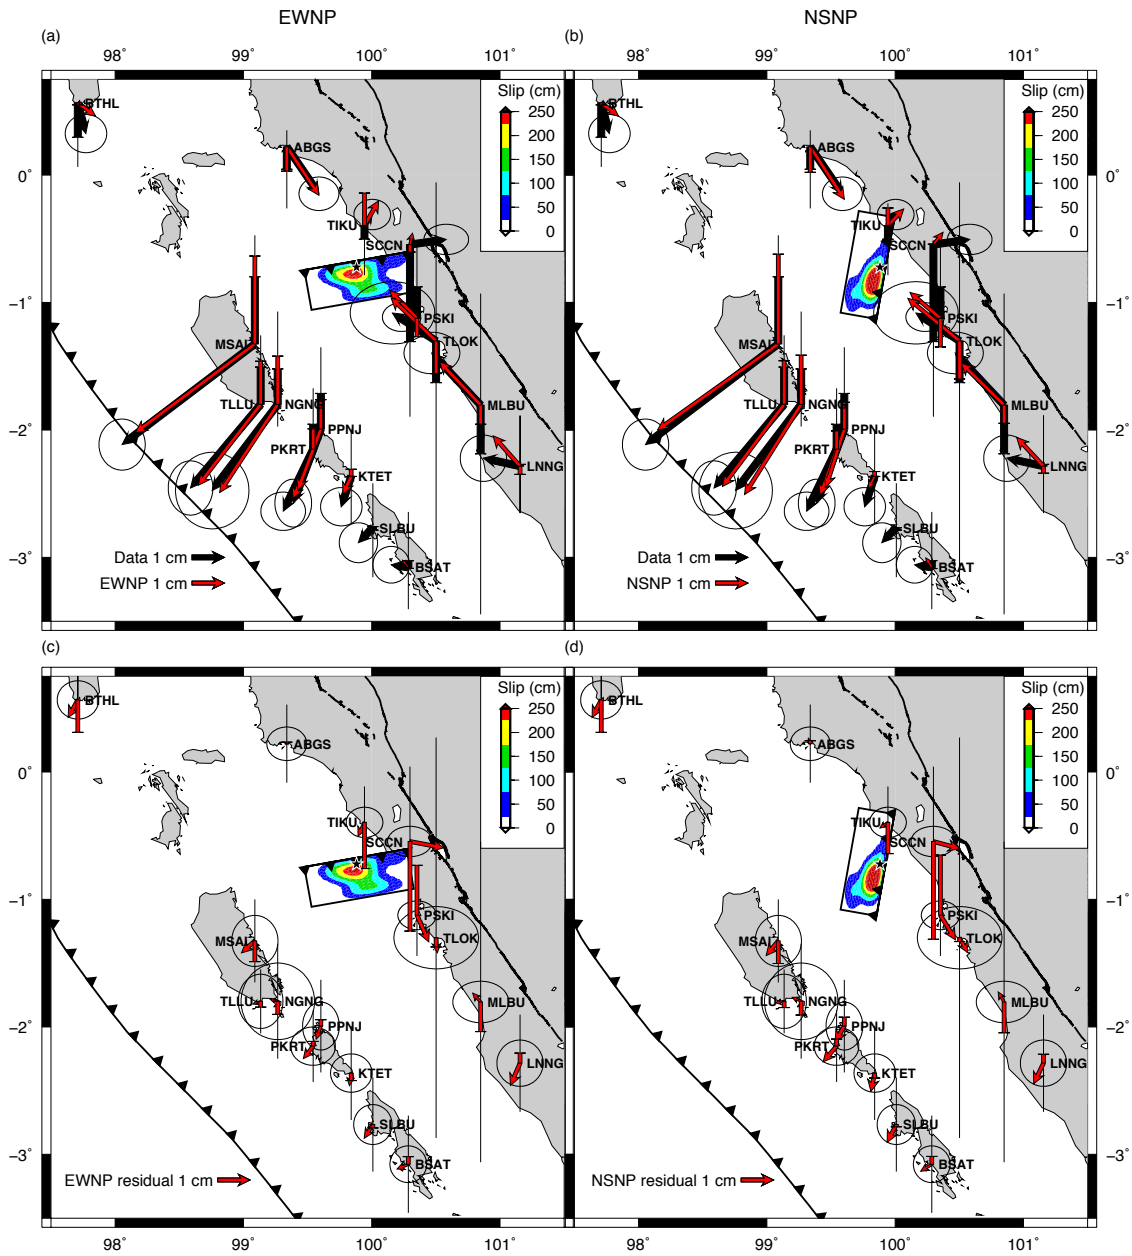 EWNP
NSNP
(a)
(b)
98˚
99˚
100˚
101˚
98˚
99˚
100˚
101˚
Slip (cm)
250
200
150
100
50
0
Slip (cm)
250
200
150
100
50
0
BTHL
ABGS
TIKU
SCCN
PSKI
TLOK
MSAI
TLLU
NGNG
MLBU
PPNJ
PKRT
LNNG
KTET
SLBU
BSAT
Data 1 cm
EWNP 1 cm
0˚
−1˚
−2˚
−3˚
BTHL
ABGS
TIKU
SCCN
PSKI
TLOK
MSAI
TLLU
NGNG
MLBU
PPNJ
PKRT
LNNG
KTET
SLBU
BSAT
Data 1 cm
NSNP 1 cm
0˚
−1˚
−2˚
−3˚
(c)
(d)
Slip (cm)
250
200
150
100
50
0
Slip (cm)
250
200
150
100
50
0
BTHL
ABGS
TIKU
SCCN
PSKI
TLOK
MSAI
TLLU
NGNG
MLBU
PPNJ
PKRT
LNNG
KTET
SLBU
BSAT
EWNP residual 1 cm
0˚
−1˚
−2˚
−3˚
BTHL
ABGS
TIKU
SCCN
PSKI
TLOK
MSAI
TLLU
NGNG
MLBU
PPNJ
PKRT
LNNG
KTET
SLBU
BSAT
NSNP residual 1 cm
0˚
−1˚
−2˚
−3˚
98˚
99˚
100˚
101˚
98˚
99˚
100˚
101˚